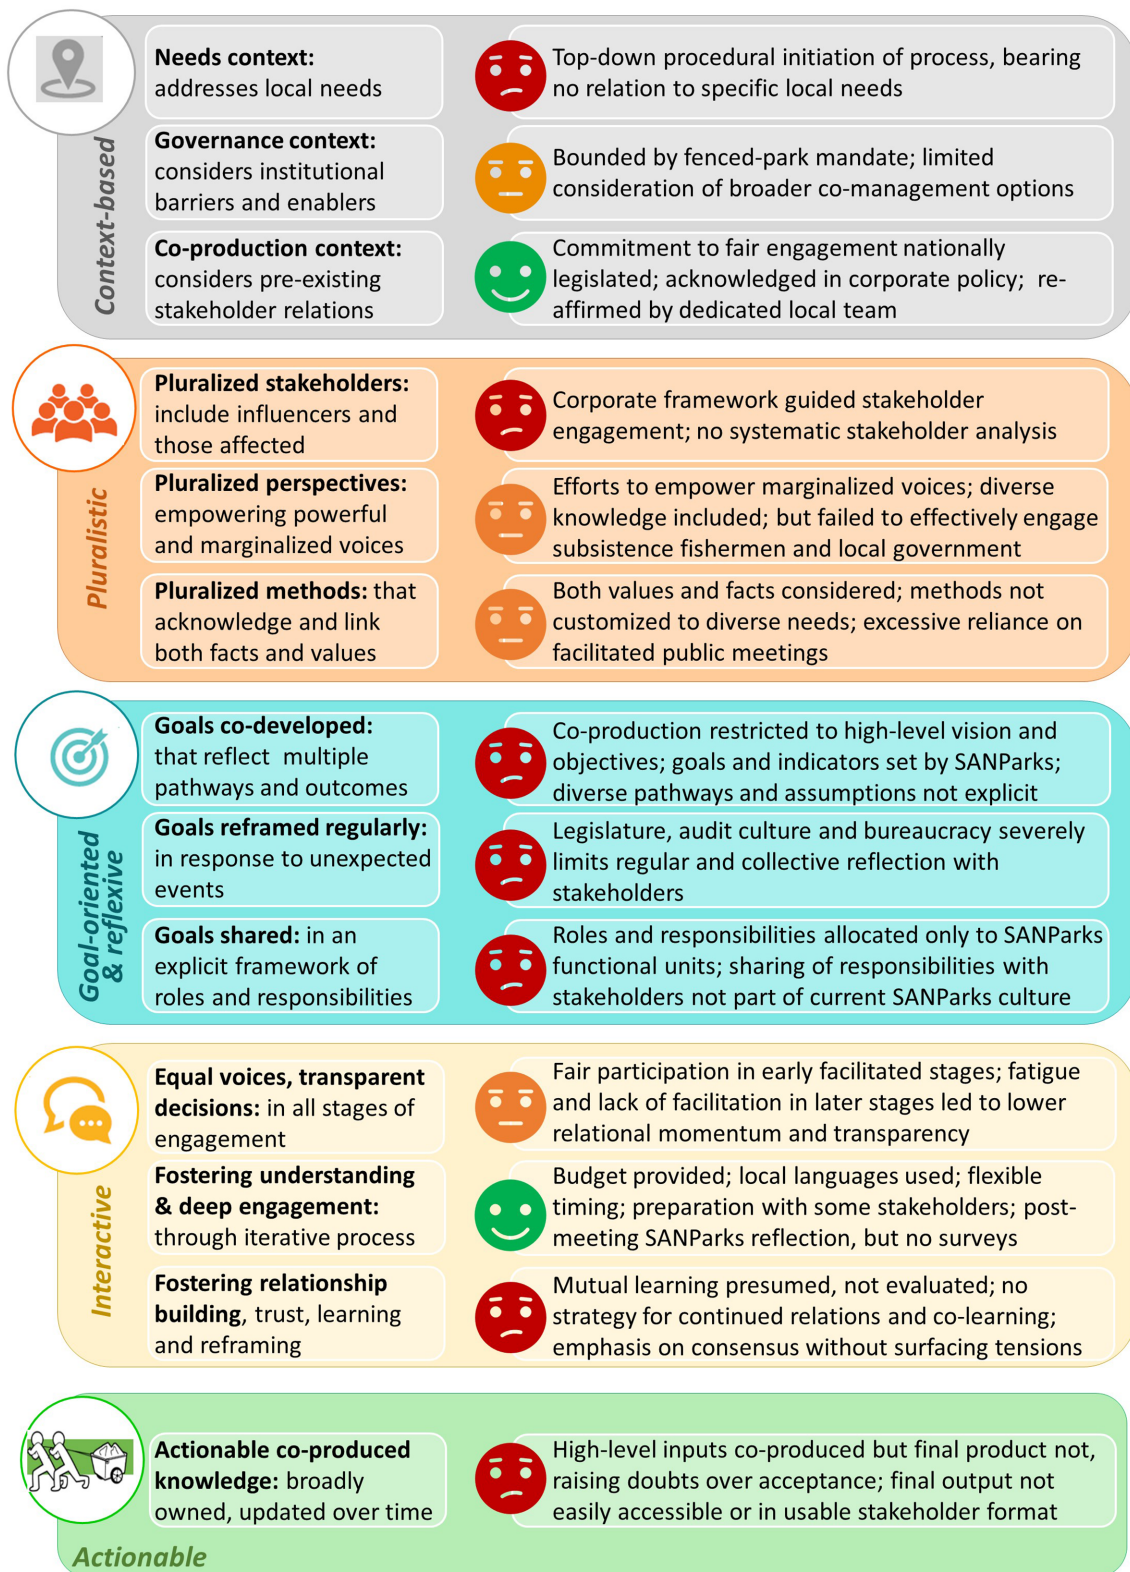 Context-based
Needs context:
addresses local needs
Top-down procedural initiation of process, bearing
no relation to specific local needs
Governance context:
considers institutional
barriers and enablers
Bounded by fenced-park mandate; limited
consideration of broader co-management options
Co-production context:
considers pre-existing
stakeholder relations
Commitment to fair engagement nationally
legislated; acknowledged in corporate policy;  re-
affirmed by dedicated local team
Pluralistic
Pluralized stakeholders:
include influencers and
those affected
Corporate framework guided stakeholder
engagement; no systematic stakeholder analysis
Pluralized perspectives:
empowering powerful
and marginalized voices
Efforts to empower marginalized voices; diverse
knowledge included; but failed to effectively engage
subsistence fishermen and local government
Pluralized methods: that
acknowledge and link
both facts and values
Both values and facts considered; methods not
customized to diverse needs; excessive reliance on
facilitated public meetings
Goal-oriented
& reflexive
Goals co-developed:
that reflect  multiple
pathways and outcomes
Co-production restricted to high-level vision and
objectives; goals and indicators set by SANParks;
diverse pathways and assumptions not explicit
Goals reframed regularly:
in response to unexpected
events
Legislature, audit culture and bureaucracy severely
limits regular and collective reflection with
stakeholders
Goals shared: in an
explicit framework of
roles and responsibilities
Roles and responsibilities allocated only to SANParks
functional units; sharing of responsibilities with
stakeholders not part of current SANParks culture
Interactive
Equal voices, transparent
decisions: in all stages of
engagement
Fair participation in early facilitated stages; fatigue
and lack of facilitation in later stages led to lower
relational momentum and transparency
Fostering understanding
& deep engagement:
through iterative process
Budget provided; local languages used; flexible
timing; preparation with some stakeholders; post-
meeting SANParks reflection, but no surveys
Fostering relationship
building, trust, learning
and reframing
Mutual learning presumed, not evaluated; no
strategy for continued relations and co-learning;
emphasis on consensus without surfacing tensions
Actionable co-produced
knowledge: broadly
owned, updated over time
High-level inputs co-produced but final product not,
raising doubts over acceptance; final output not
easily accessible or in usable stakeholder format
Actionable